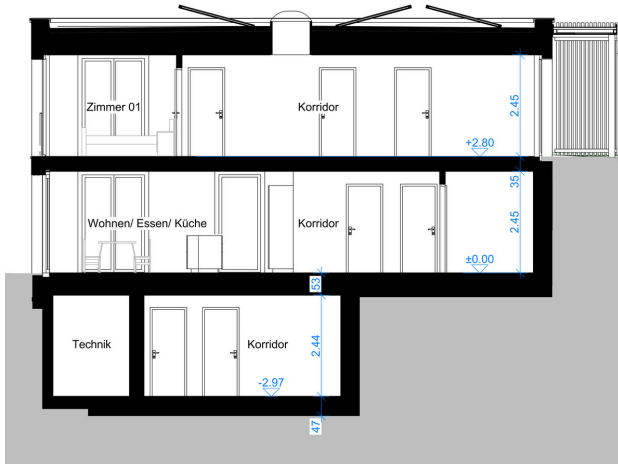 Zimmer 01
Korridor
2.45
+2.80
35
Wohnen/ Essen/ Küche
Korridor
2.45
±0.00
53
Technik
Korridor
2.44
-2.97
47